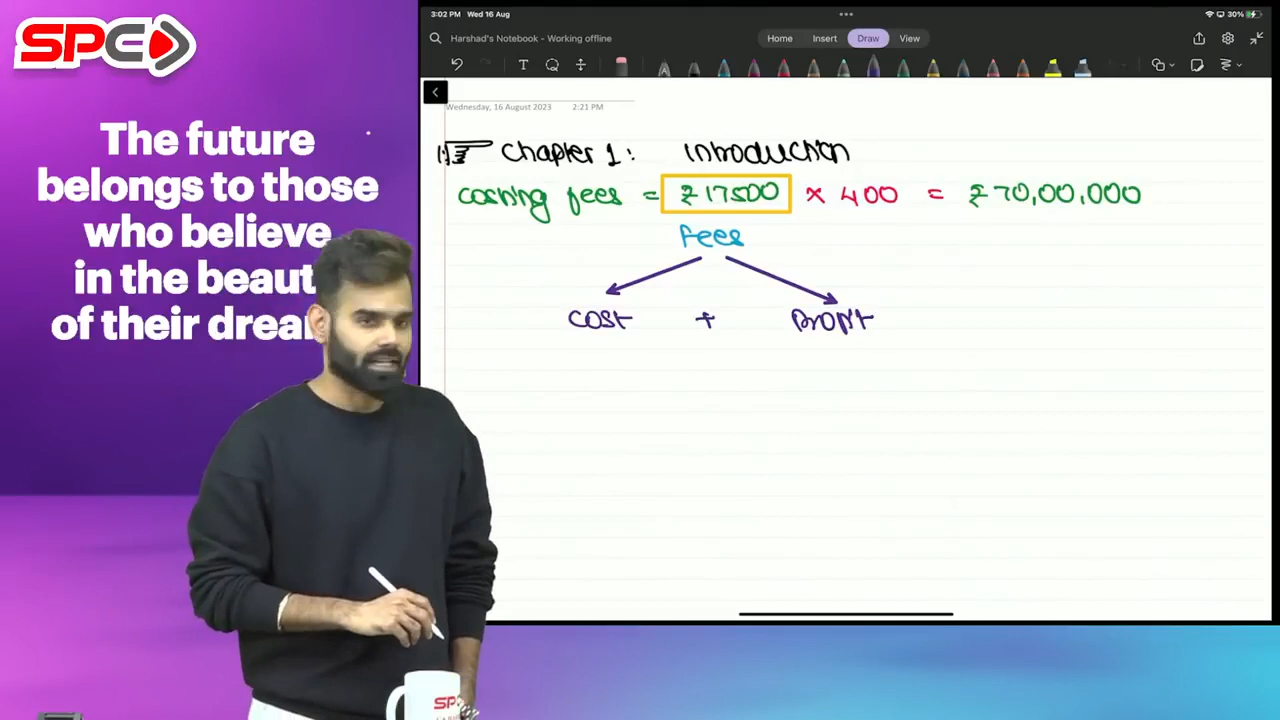 SPC
The future
belongs to those
who believe
in the beaut
of their drea
3:02 PM Wed 16 Aug
30%
Harshad's Notebook - Working offline
Home Insert Draw View
Wednesday, 16 August 2023 2:21 PM
Chapter 1: Introduction
costing fees = ₹17500 × 400 = ₹70,00,000
Fees
Cost + Profit
SPC